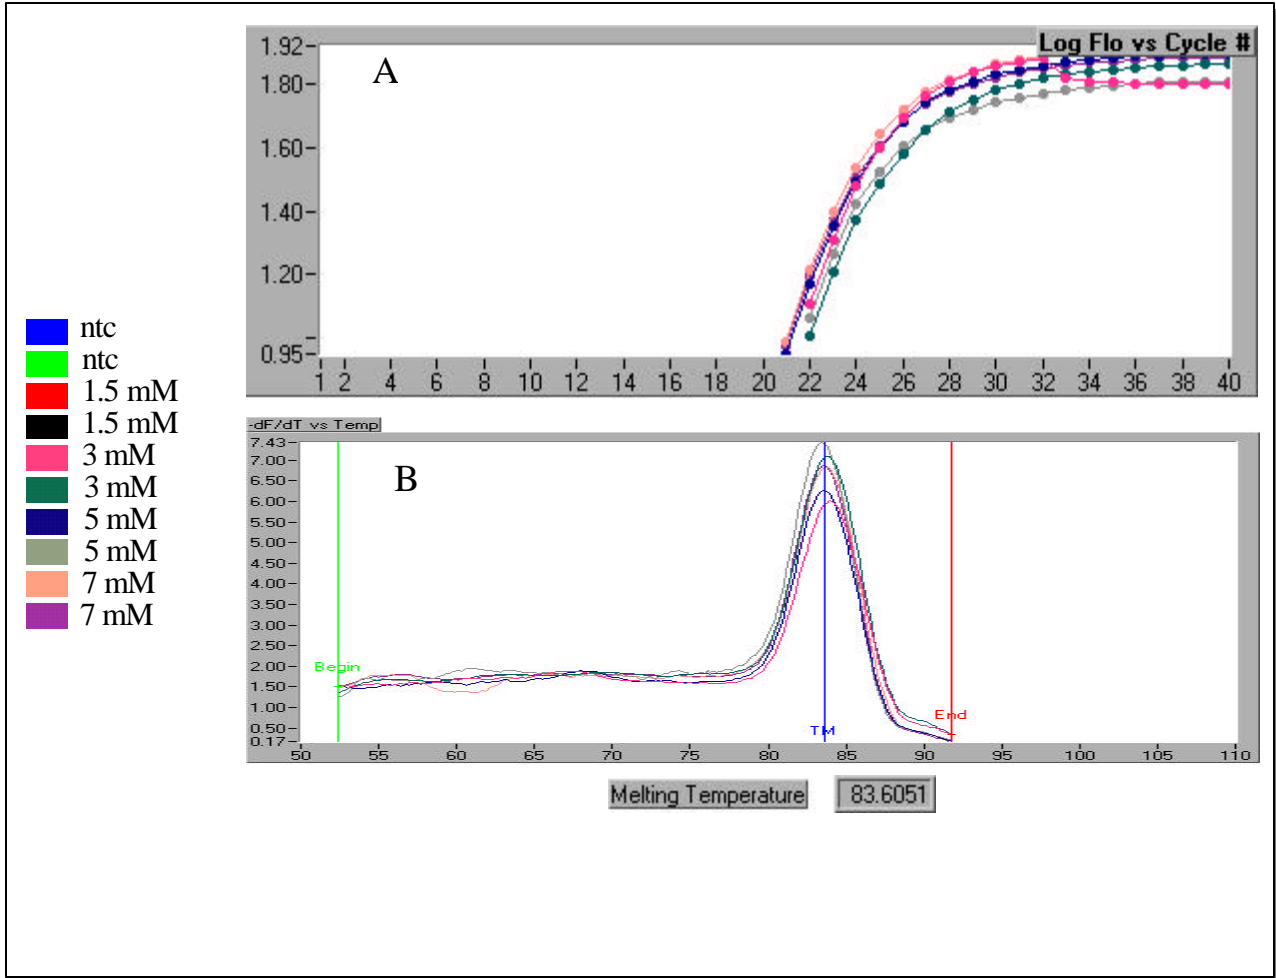 Log Flo vs Cycle #
A
1.92
1.80
1.60
1.40
1.20
0.95
1 2 4 6 8 10 12 14 16 18 20 22 24 26 28 30 32 34 36 38 40
ntc
ntc
1.5 mM
1.5 mM
3 mM
3 mM
5 mM
5 mM
7 mM
7 mM
-dF/dT vs Temp
B
7.43
7.00
6.50
6.00
5.50
5.00
4.50
4.00
3.50
3.00
2.50
2.00
1.50
1.00
0.50
0.17
Begin
TM
End
50 55 60 65 70 75 80 85 90 95 100 105 110
Melting Temperature 83.6051